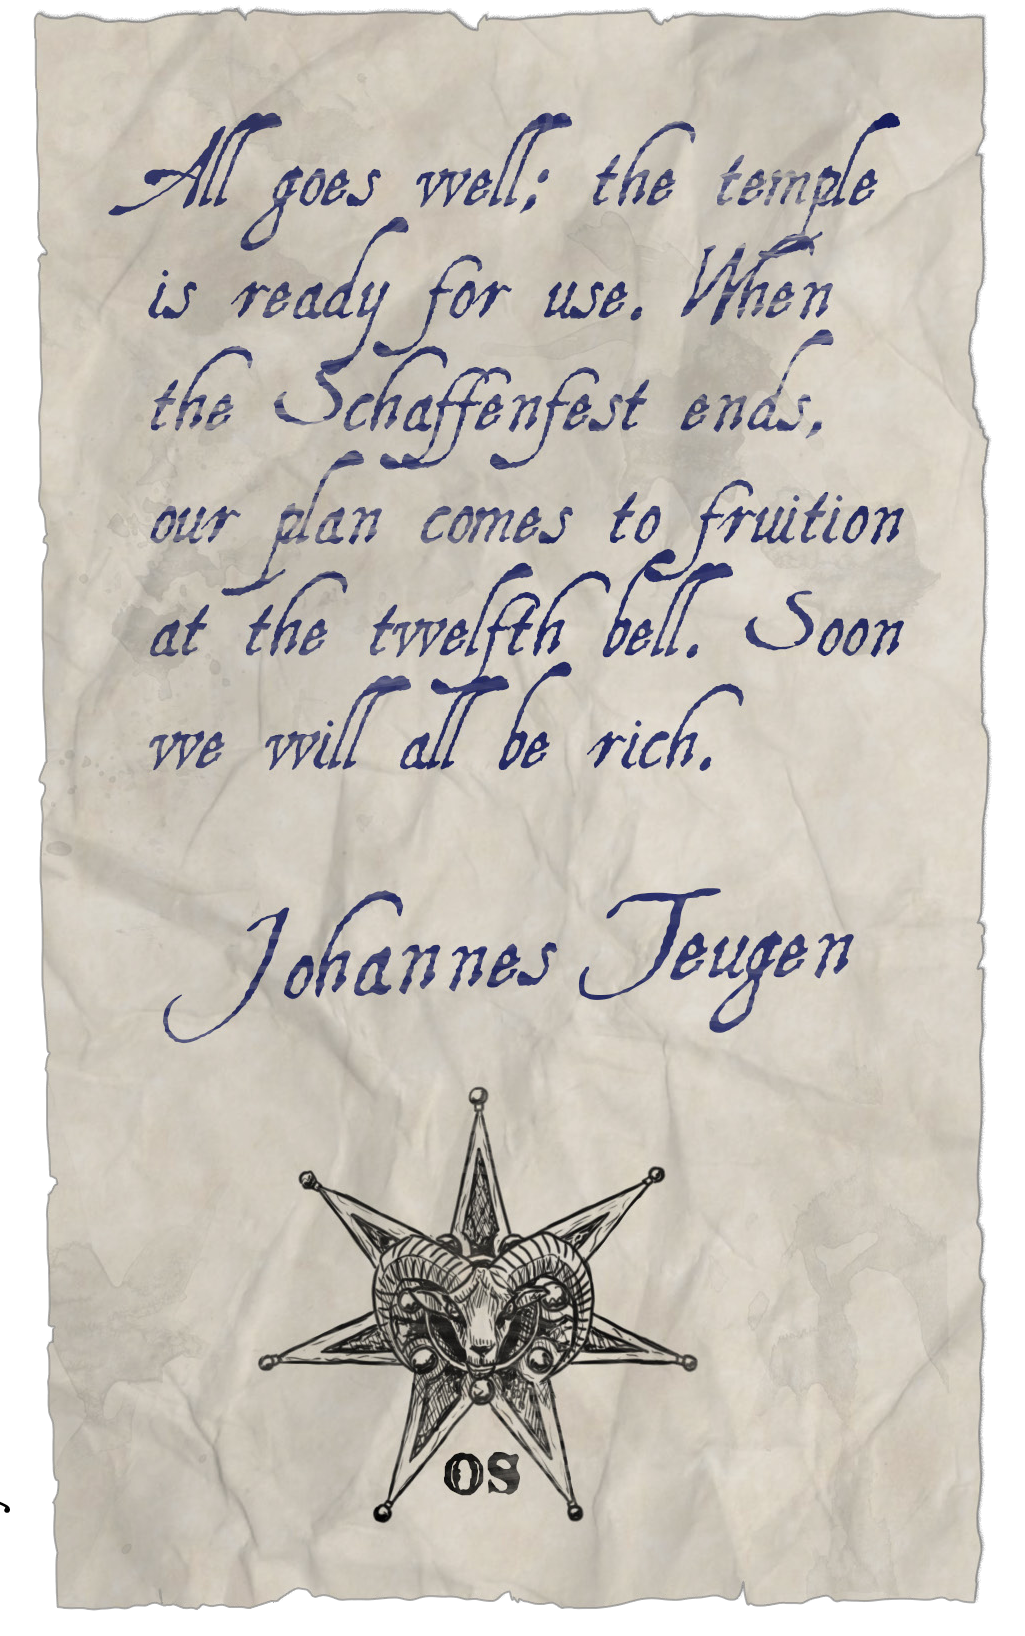 All goes well; the temple
is ready for use. When
the Schaffenfest ends,
our plan comes to fruition
at the twelfth bell. Soon
we will all be rich.
Johannes Teugen
OS